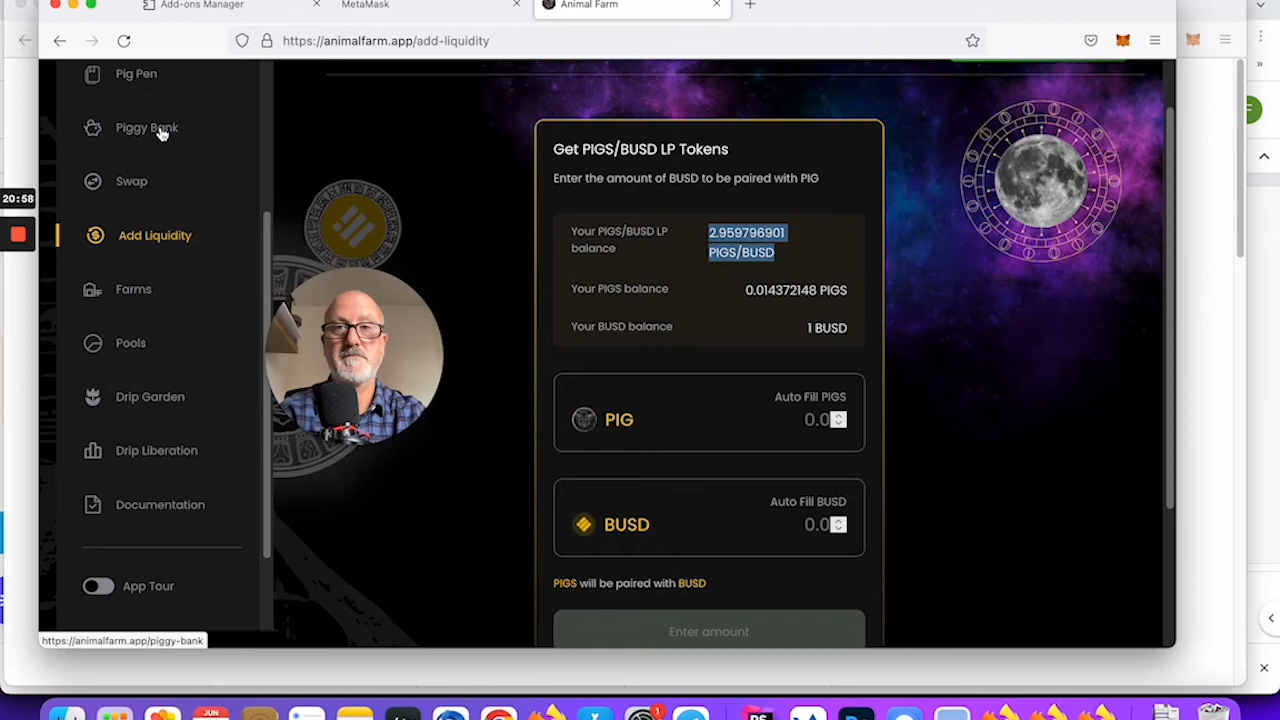 Add-ons Manager
MetaMask
Animal Farm
https://animalfarm.app/add-liquidity
Pig Pen
Piggy Bank
Swap
Add Liquidity
Farms
Pools
Drip Garden
Drip Liberation
Documentation
App Tour
20:58
Get PIGS/BUSD LP Tokens
Enter the amount of BUSD to be paired with PIG
Your PIGS/BUSD LP balance
2.959796901 PIGS/BUSD
Your PIGS balance
0.014372148 PIGS
Your BUSD balance
1 BUSD
Auto Fill PIGS
PIG
0.0
Auto Fill BUSD
BUSD
0.0
PIGS will be paired with BUSD
Enter amount
https://animalfarm.app/piggy-bank
JUN
1